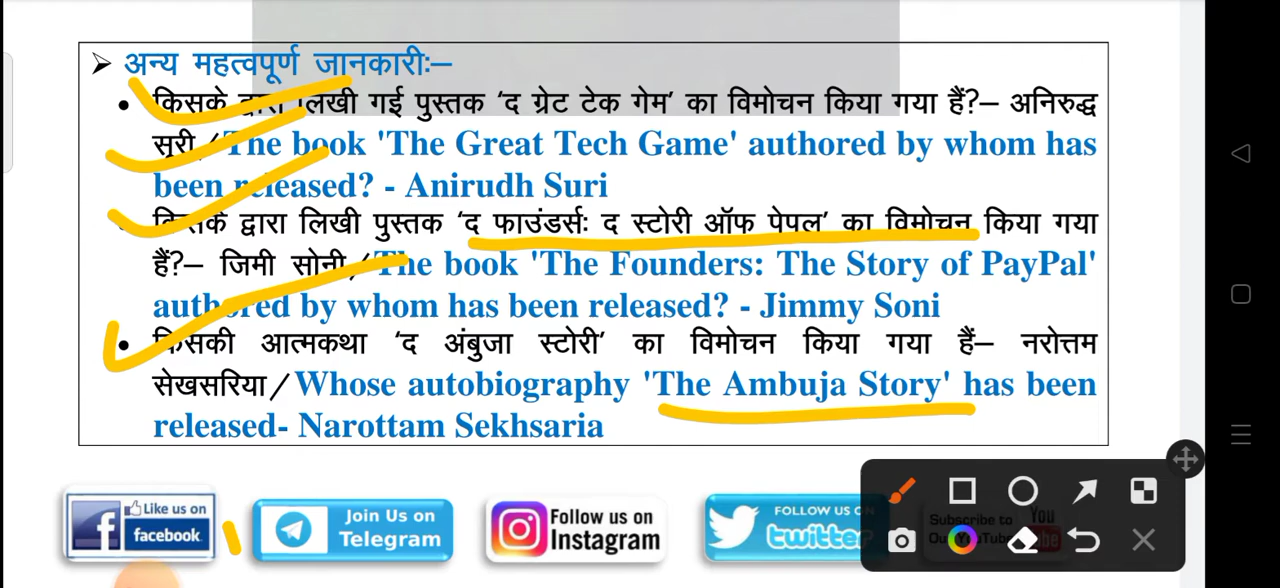 ➢ अन्य महत्वपूर्ण जानकारीः–
• किसके द्वारा लिखी गई पुस्तक ‘द ग्रेट टेक गेम’ का विमोचन किया गया हैं?– अनिरुद्ध
सूरी/The book 'The Great Tech Game' authored by whom has
been released? - Anirudh Suri
• किसके द्वारा लिखी पुस्तक ‘द फाउंडर्सः द स्टोरी ऑफ पेपल’ का विमोचन किया गया
हैं?– जिमी सोनी/The book 'The Founders: The Story of PayPal'
authored by whom has been released? - Jimmy Soni
• किसकी आत्मकथा ‘द अंबुजा स्टोरी’ का विमोचन किया गया हैं– नरोत्तम
सेखसरिया/Whose autobiography 'The Ambuja Story' has been
released- Narottam Sekhsaria
Like us on
facebook
Join Us on
Telegram
Follow us on
Instagram
FOLLOW US ON
twitter
Subscribe to
You